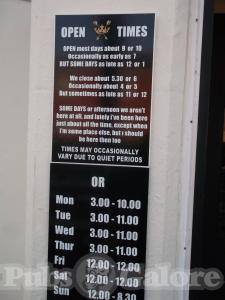 OPEN TIMES
OPEN most days about 9 or 10
Occasionally as early as 7
BUT SOME DAYS as late as 12 or 1
We close about 5.30 or 6
Occasionally about 4 or 5
But sometimes as late as 11 or 12
SOME DAYS or afternoon we aren't
here at all, and lately i've been here
just about all the time, except when
i'm some place else, but i should
be here then too
TIMES MAY OCCASIONALLY
VARY DUE TO QUIET PERIODS
OR
Mon 3.00 - 10.00
Tue 3.00 - 11.00
Wed 3.00 - 11.00
Thur 3.00 - 11.00
Fri 12.00 - 12.00
Sat 12.00 - 12.00
Sun 12.00 - 8.30
Pubs Galore